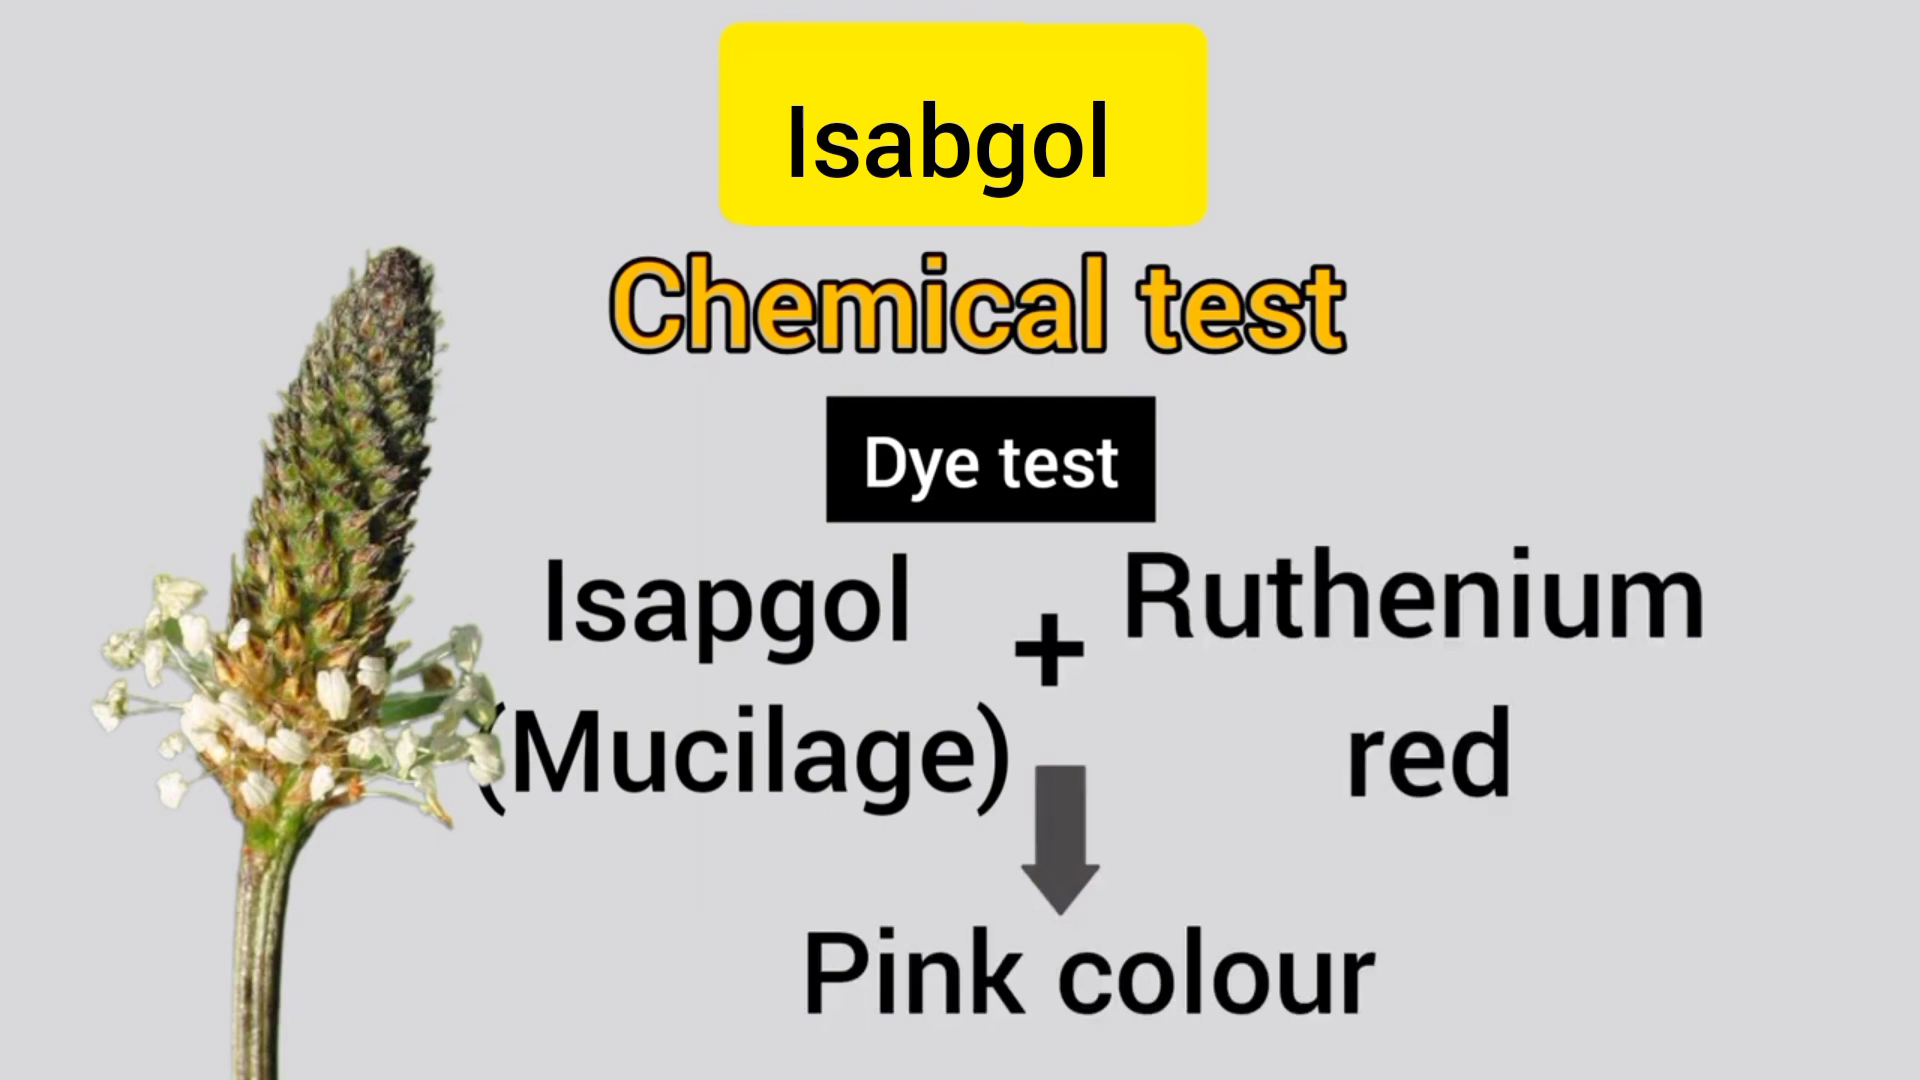 Isabgol
Chemical test
Dye test
Isapgol + Ruthenium
(Mucilage) red
Pink colour